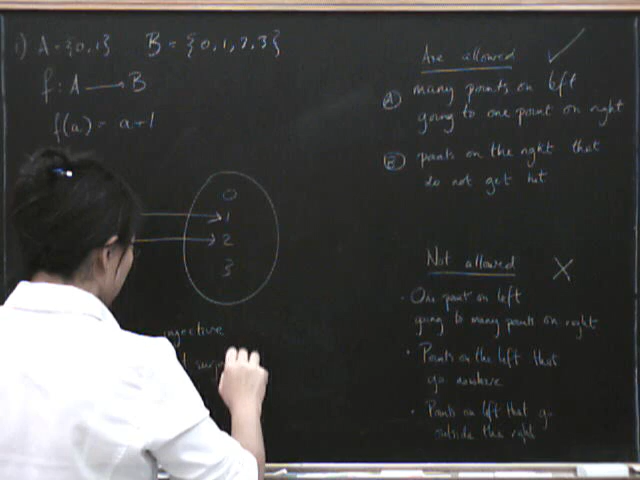 i) A = {0,1} B = {0,1,2,3}
f : A → B
f(a) = a+1
0
1
2
3
injective
Are allowed ✓
Ⓐ many points on left
going to one point on right
Ⓑ points on the right that
do not get hit
Not allowed ✗
· One point on left
going to many points on right
· Points on the left that
go nowhere
· Points on left that go
outside the right